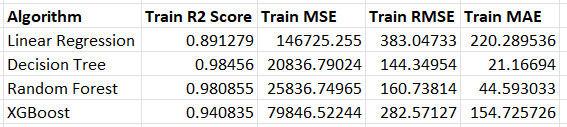 Algorithm Train R2 Score Train MSE Train RMSE Train MAE
Linear Regression 0.891279 146725.255 383.04733 220.289536
Decision Tree 0.98456 20836.79024 144.34954 21.16694
Random Forest 0.980855 25836.74965 160.73814 44.593033
XGBoost 0.940835 79846.52244 282.57127 154.725726